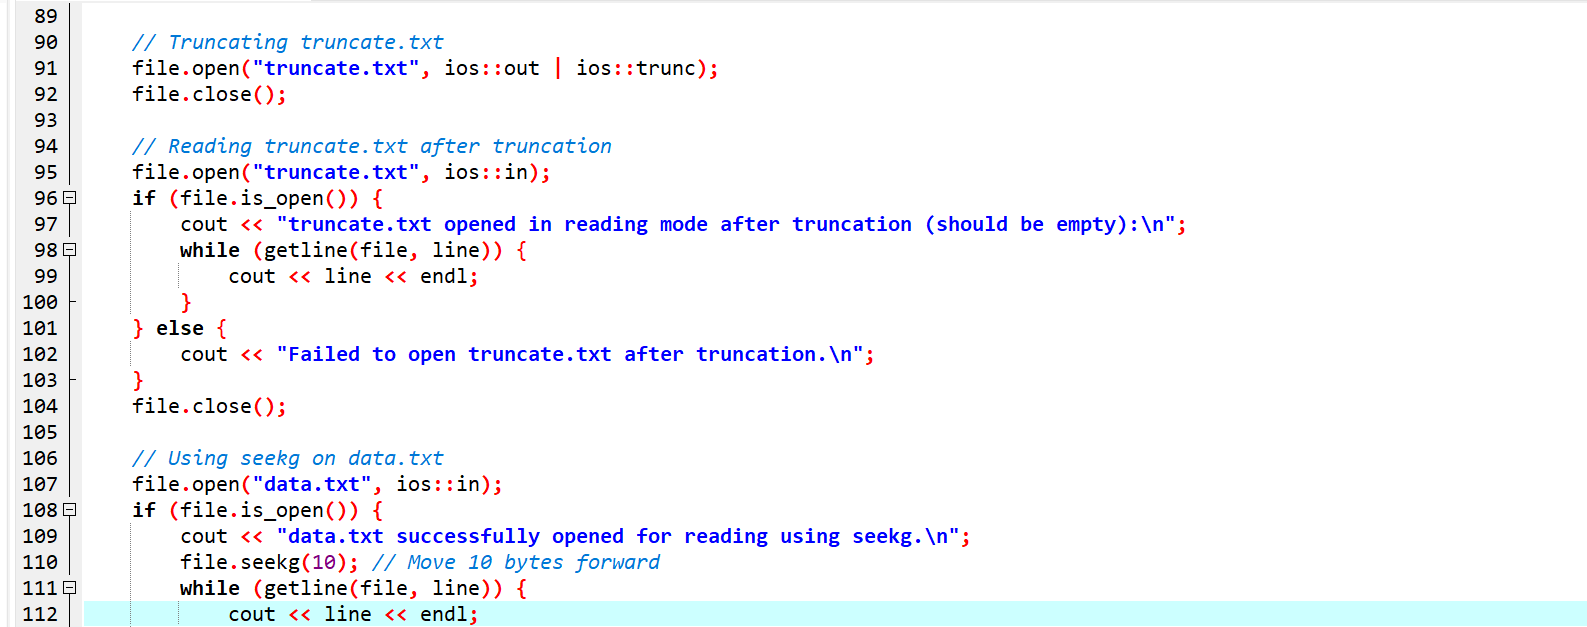 89
90 // Truncating truncate.txt
91 file.open("truncate.txt", ios::out | ios::trunc);
92 file.close();
93
94 // Reading truncate.txt after truncation
95 file.open("truncate.txt", ios::in);
96 if (file.is_open()) {
97 cout << "truncate.txt opened in reading mode after truncation (should be empty):\n";
98 while (getline(file, line)) {
99 cout << line << endl;
100 }
101 } else {
102 cout << "Failed to open truncate.txt after truncation.\n";
103 }
104 file.close();
105
106 // Using seekg on data.txt
107 file.open("data.txt", ios::in);
108 if (file.is_open()) {
109 cout << "data.txt successfully opened for reading using seekg.\n";
110 file.seekg(10); // Move 10 bytes forward
111 while (getline(file, line)) {
112 cout << line << endl;